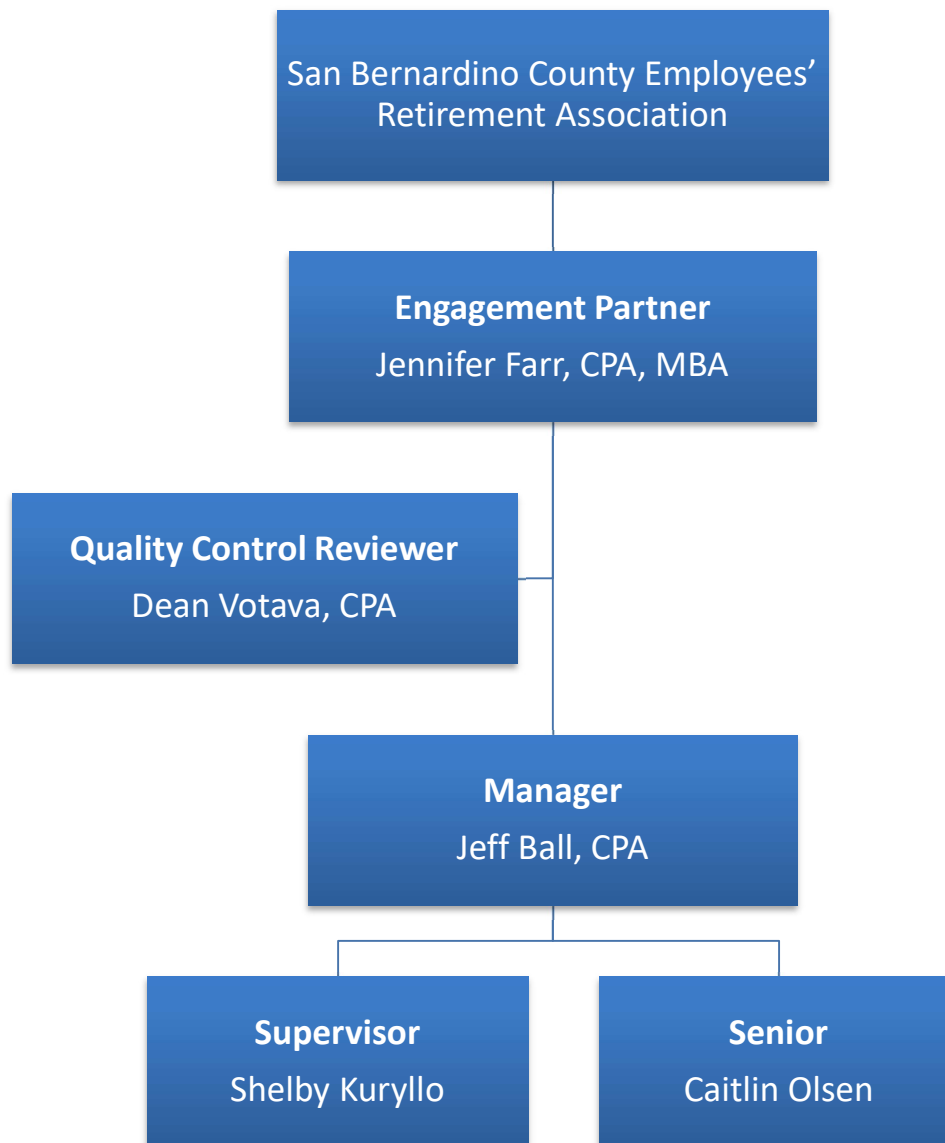 San Bernardino County Employees’
Retirement Association
Engagement Partner
Jennifer Farr, CPA, MBA
Quality Control Reviewer
Dean Votava, CPA
Manager
Jeff Ball, CPA
Supervisor
Shelby Kuryllo
Senior
Caitlin Olsen